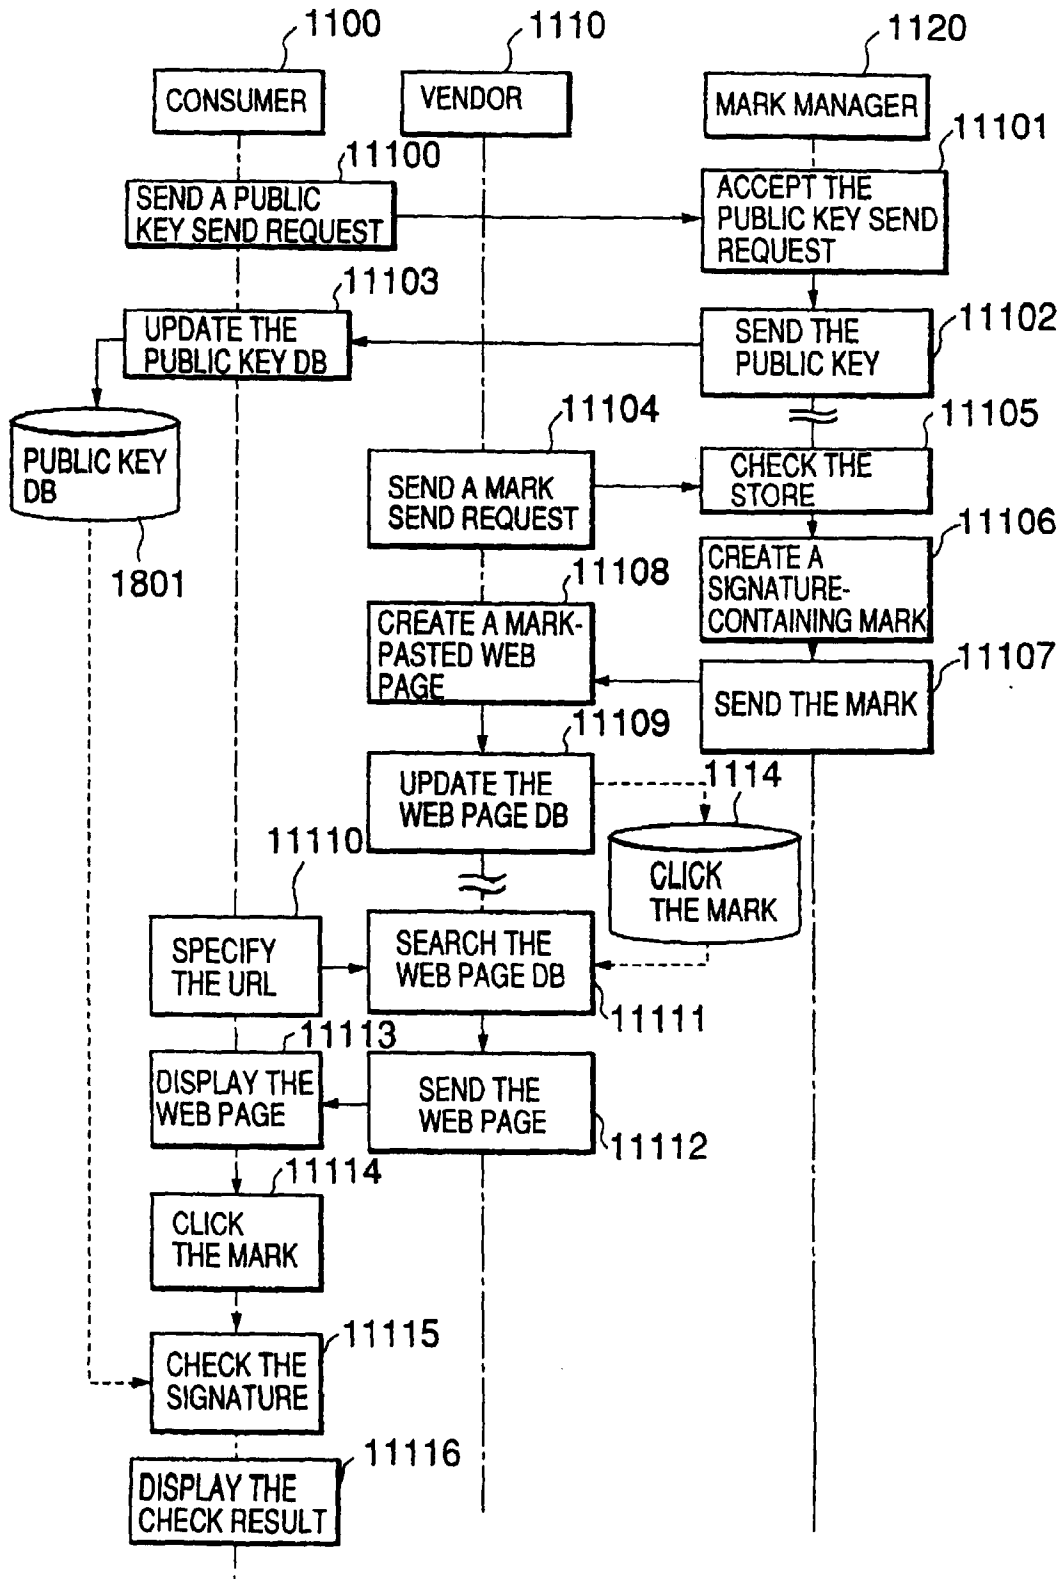 1100
1110
1120
CONSUMER
VENDOR
MARK MANAGER
11100
11101
SEND A PUBLIC
KEY SEND REQUEST
ACCEPT THE
PUBLIC KEY SEND
REQUEST
11103
11102
UPDATE THE
PUBLIC KEY DB
SEND THE
PUBLIC KEY
11104
11105
PUBLIC KEY
DB
SEND A MARK
SEND REQUEST
CHECK THE
STORE
11106
1801
11108
CREATE A
SIGNATURE-
CONTAINING MARK
CREATE A MARK-
PASTED WEB
PAGE
11107
SEND THE MARK
11109
1114
UPDATE THE
WEB PAGE DB
11110
CLICK
THE MARK
SPECIFY
THE URL
SEARCH THE
WEB PAGE DB
11111
11113
DISPLAY THE
WEB PAGE
SEND THE
WEB PAGE
11112
11114
CLICK
THE MARK
11115
CHECK THE
SIGNATURE
11116
DISPLAY THE
CHECK RESULT